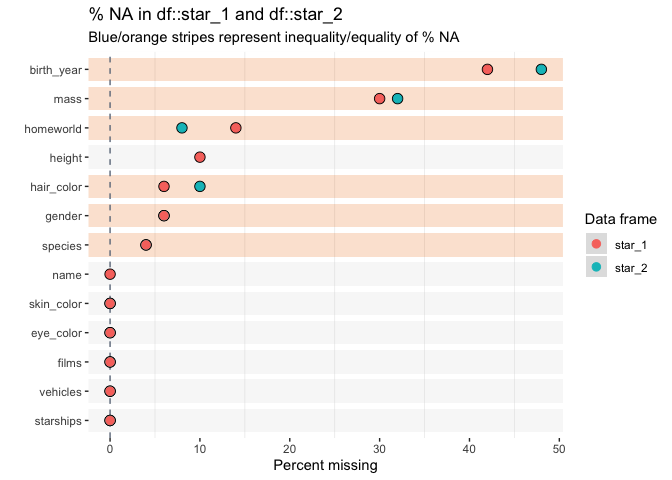 % NA in df::star_1 and df::star_2
Blue/orange stripes represent inequality/equality of % NA
birth_year
mass
homeworld
height
hair_color
gender
species
name
skin_color
eye_color
films
vehicles
starships
0 10 20 30 40 50
Percent missing
Data frame
star_1
star_2